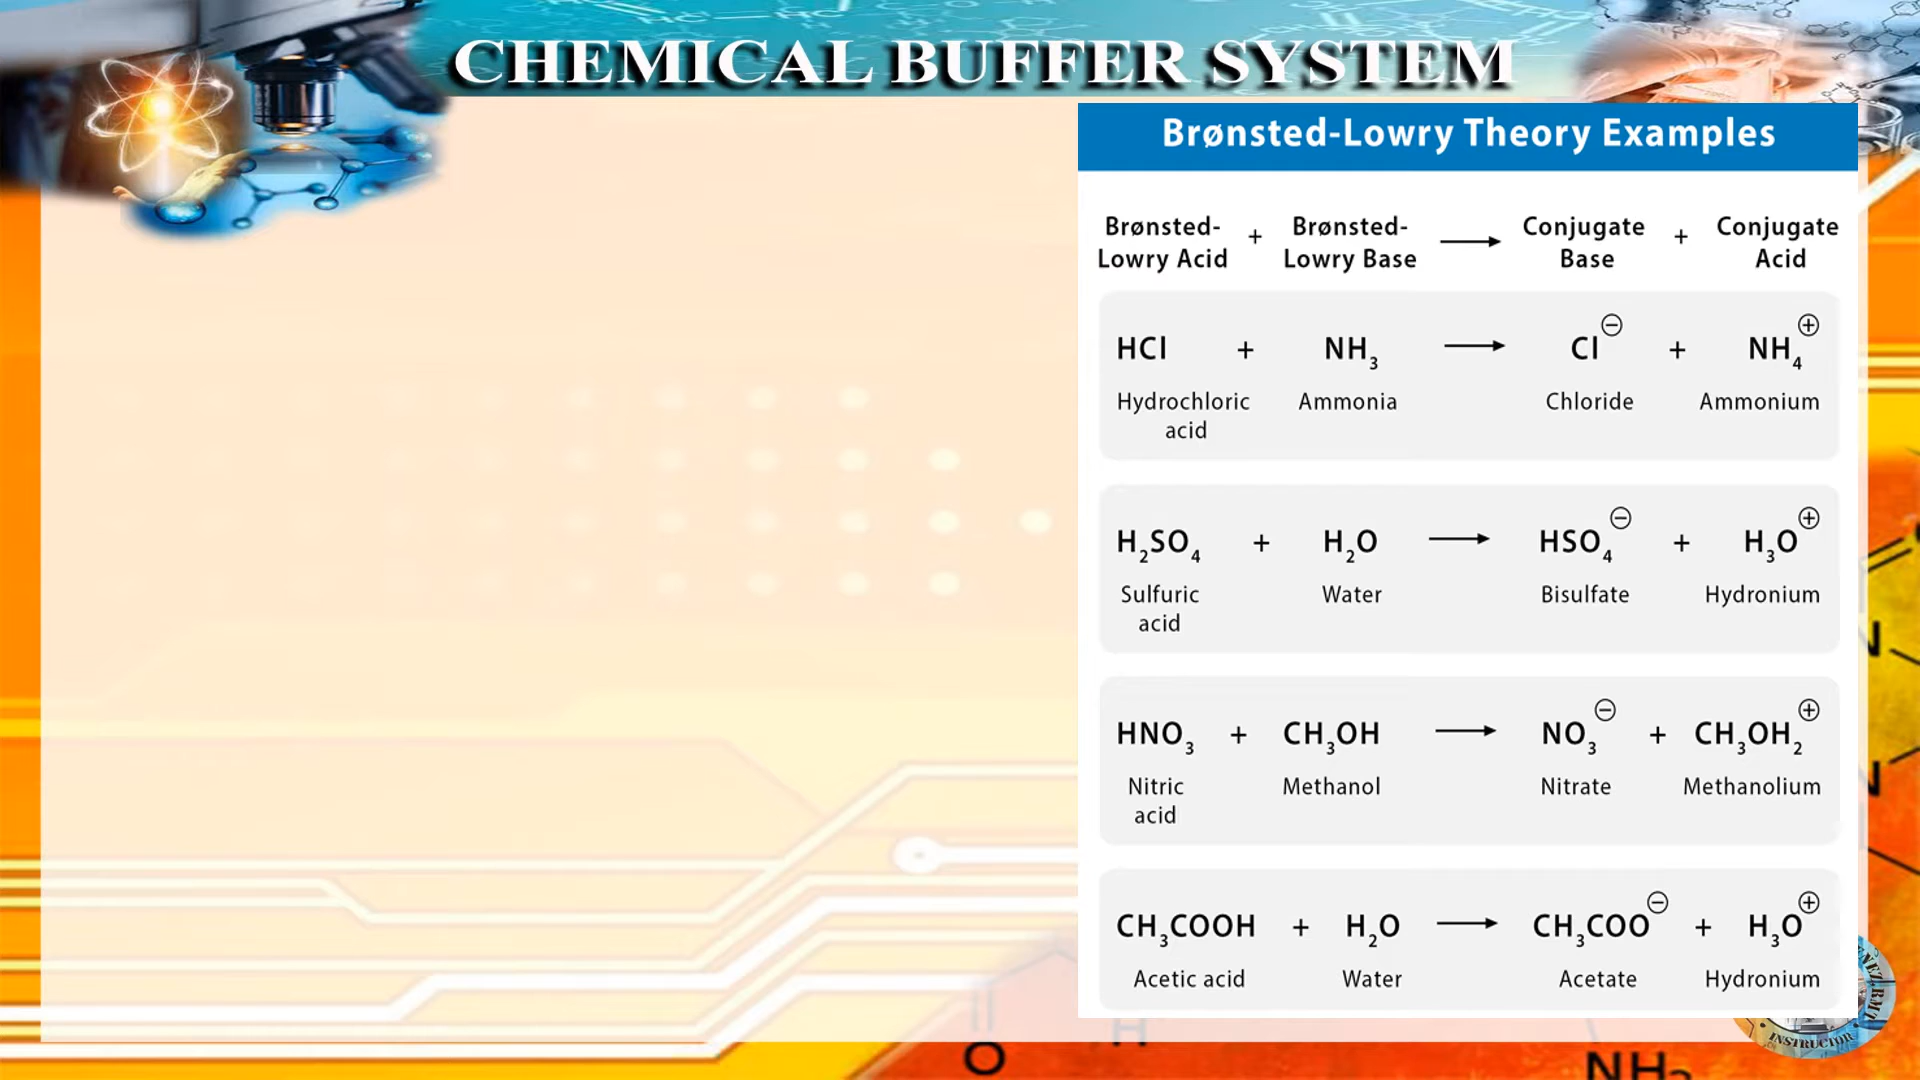 CHEMICAL BUFFER SYSTEM
Brønsted-Lowry Theory Examples
Brønsted-Lowry Acid + Brønsted-Lowry Base → Conjugate Base + Conjugate Acid
HCl + NH₃ → Cl⊖ + NH₄⊕
Hydrochloric acid Ammonia Chloride Ammonium
H₂SO₄ + H₂O → HSO₄⊖ + H₃O⊕
Sulfuric acid Water Bisulfate Hydronium
HNO₃ + CH₃OH → NO₃⊖ + CH₃OH₂⊕
Nitric acid Methanol Nitrate Methanolium
CH₃COOH + H₂O → CH₃COO⊖ + H₃O⊕
Acetic acid Water Acetate Hydronium
INSTRUCTOR
N
N
O
H
NH₂